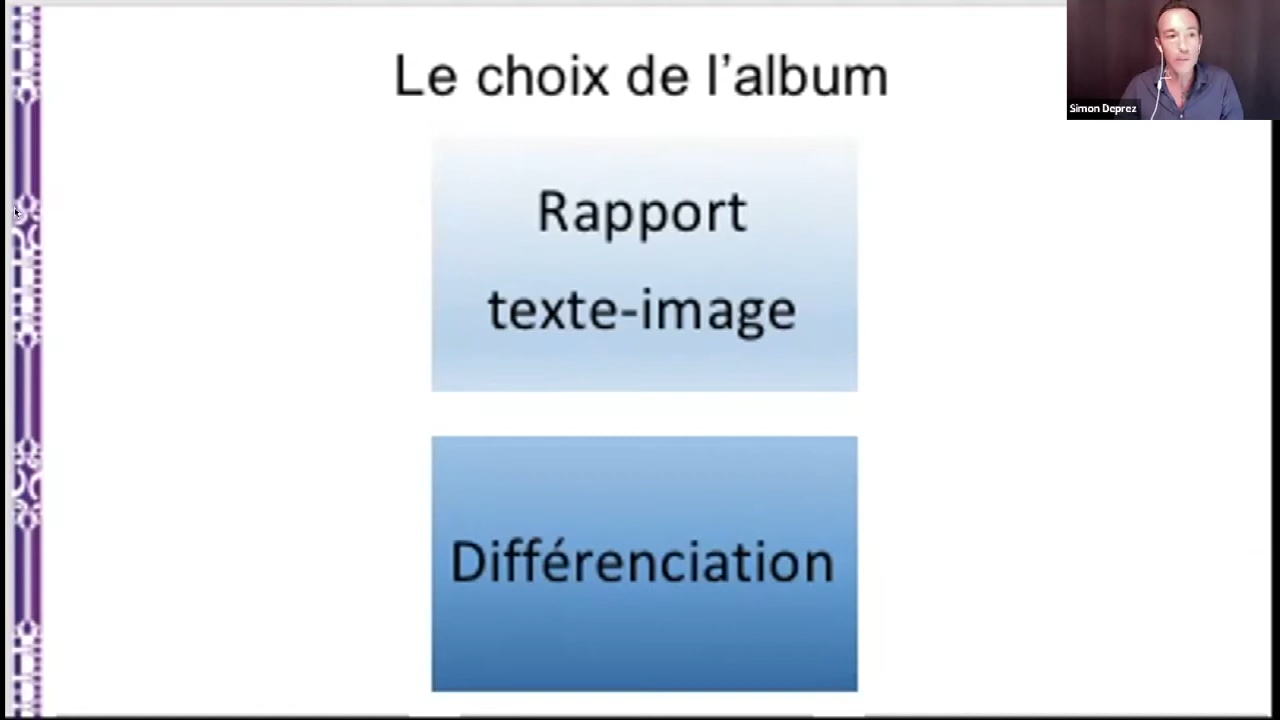 Le choix de l’album
Simon Deprez
Rapport
texte-image
Différenciation